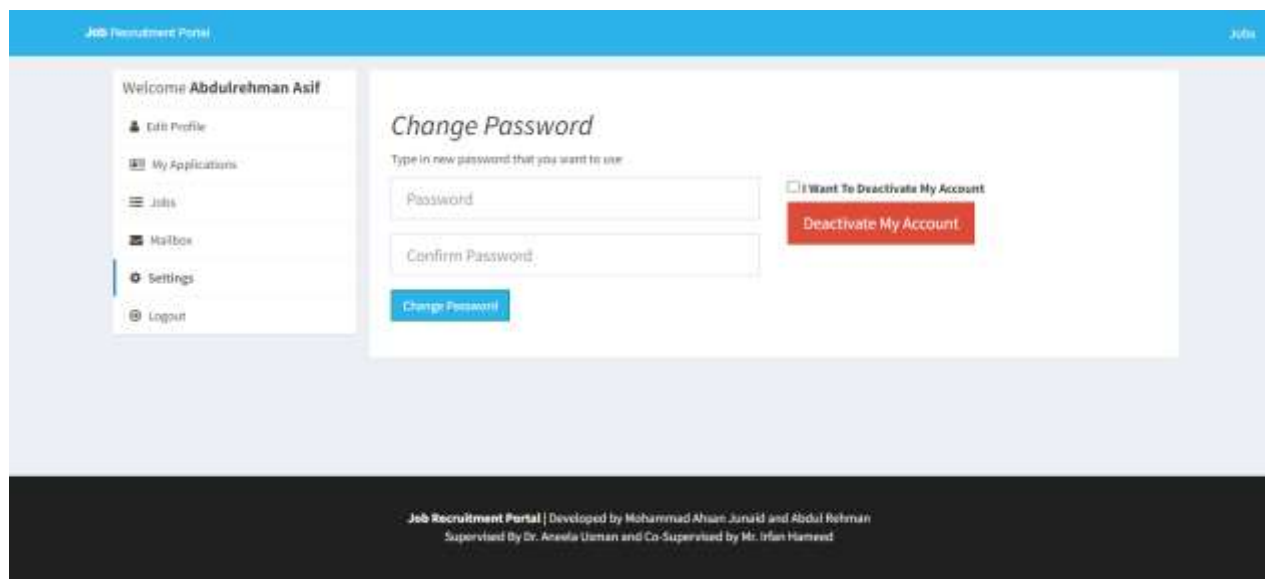 Job Recruitment Portal
Jobs
Welcome Abdulrehman Asif
Edit Profile
My Applications
Jobs
Mailbox
Settings
Logout
Change Password
Type in new password that you want to use
Password
Confirm Password
Change Password
I Want To Deactivate My Account
Deactivate My Account
Job Recruitment Portal | Developed by Mohammad Ahsan Junaid and Abdul Rehman
Supervised By Dr. Aneela Usman and Co-Supervised by Mr. Irfan Hameed